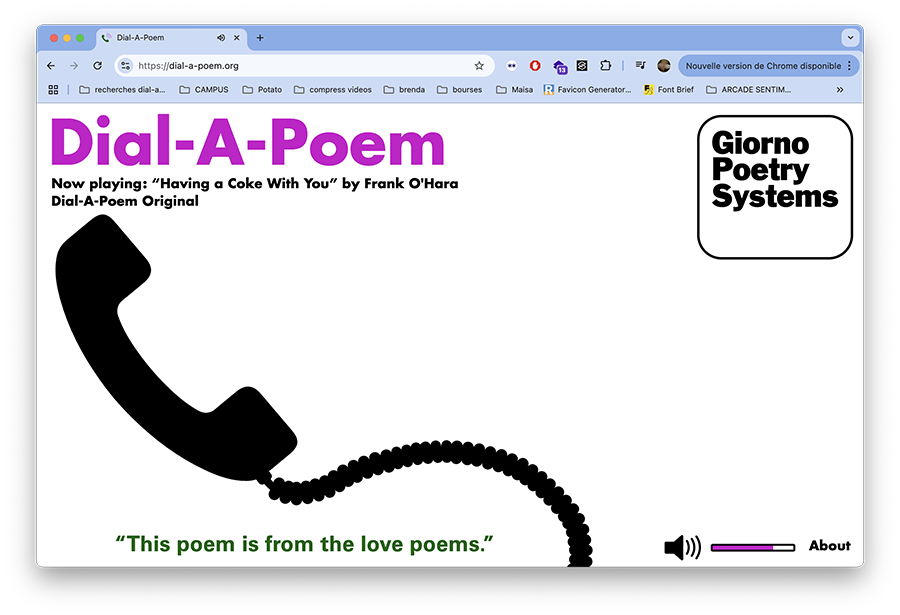 Dial-A-Poem
https://dial-a-poem.org
13
Nouvelle version de Chrome disponible
recherches dial-a...
CAMPUS
Potato
compress videos
brenda
bourses
Maisa
Favicon Generator...
Font Brief
ARCADE SENTIM...
Dial-A-Poem
Now playing: “Having a Coke With You” by Frank O'Hara
Dial-A-Poem Original
Giorno
Poetry
Systems
“This poem is from the love poems.”
About